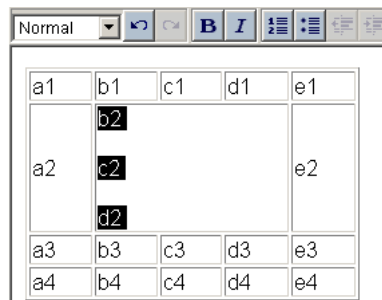 Normal B I
a1 b1 c1 d1 e1
b2
a2 c2 e2
d2
a3 b3 c3 d3 e3
a4 b4 c4 d4 e4